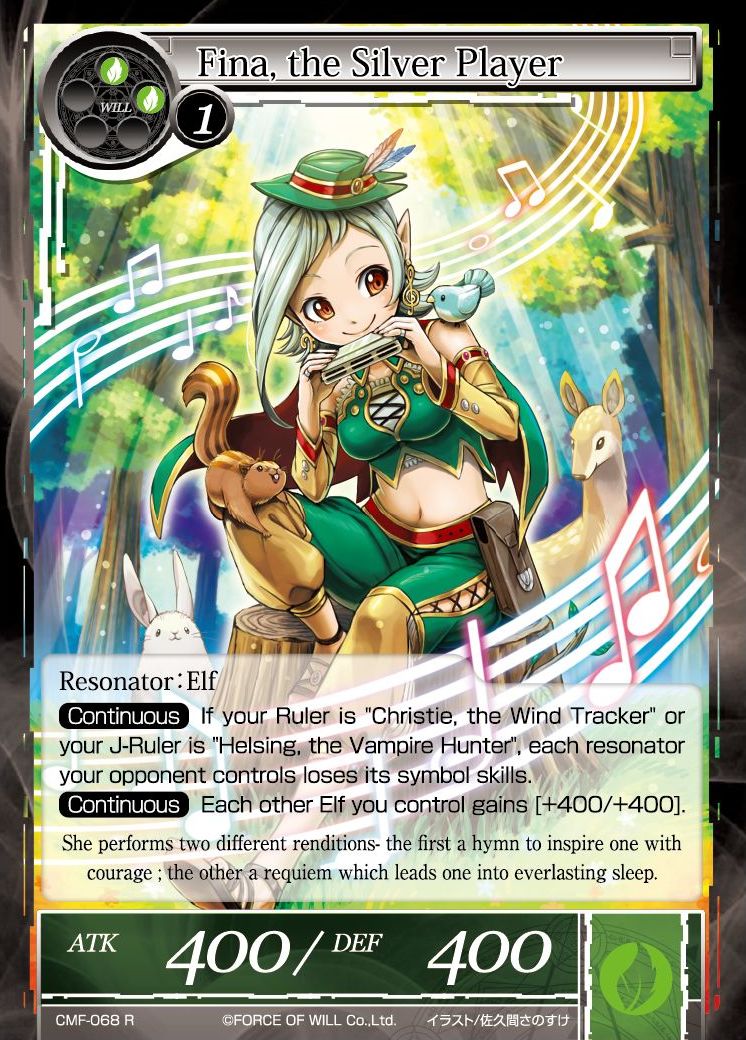 Fina, the Silver Player
WILL
1
Resonator:Elf
Continuous If your Ruler is "Christie, the Wind Tracker" or
your J-Ruler is "Helsing, the Vampire Hunter", each resonator
your opponent controls loses its symbol skills.
Continuous Each other Elf you control gains [+400/+400].
She performs two different renditions- the first a hymn to inspire one with
courage ; the other a requiem which leads one into everlasting sleep.
ATK 400 / DEF 400
CMF-068 R ©FORCE OF WILL Co.,Ltd. イラスト/佐久間さのすけ